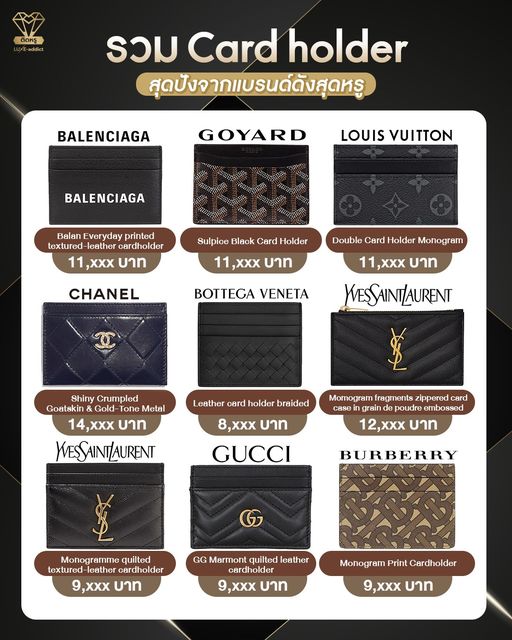 ติดหรู
LUXE-addict
รวม Card holder
สุดปังจากแบรนด์ดังสุดหรู
BALENCIAGA
BALENCIAGA
Balan Everyday printed
textured-leather cardholder
11,xxx บาท
GOYARD
Sulpice Black Card Holder
11,xxx บาท
LOUIS VUITTON
Double Card Holder Monogram
11,xxx บาท
CHANEL
Shiny Crumpled
Goatskin & Gold-Tone Metal
14,xxx บาท
BOTTEGA VENETA
Leather card holder braided
8,xxx บาท
YVESSAINTLAURENT
YSL
Monogram fragments zippered card
case in grain de poudre embossed
12,xxx บาท
YVESSAINTLAURENT
YSL
Monogramme quilted
textured-leather cardholder
9,xxx บาท
GUCCI
GG
GG Marmont quilted leather
cardholder
9,xxx บาท
BURBERRY
Monogram Print Cardholder
9,xxx บาท